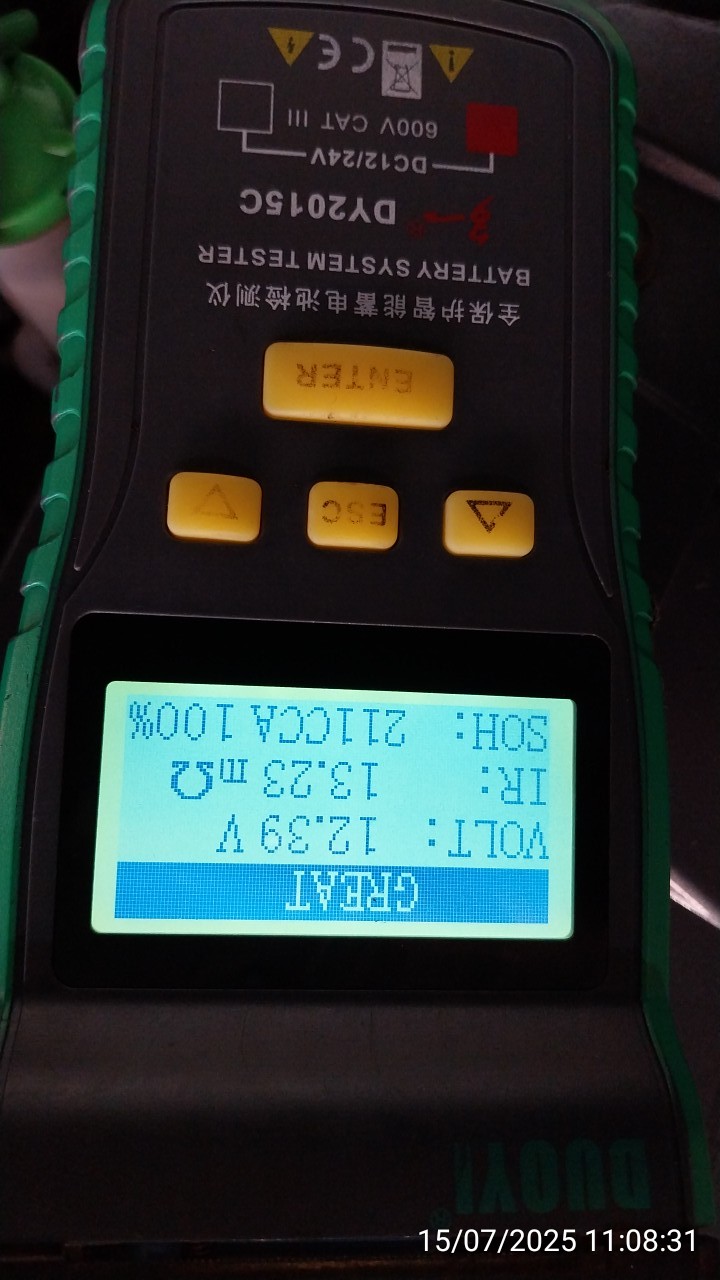 DUOYI
GREAT
VOLT: 12.39 V
IR: 13.23 mΩ
SOH: 211CCA 100%
ESC
ENTER
全保护智能蓄电池检测仪
BATTERY SYSTEM TESTER
DY2015C
DC12/24V
600V CAT III
CE
15/07/2025 11:08:31